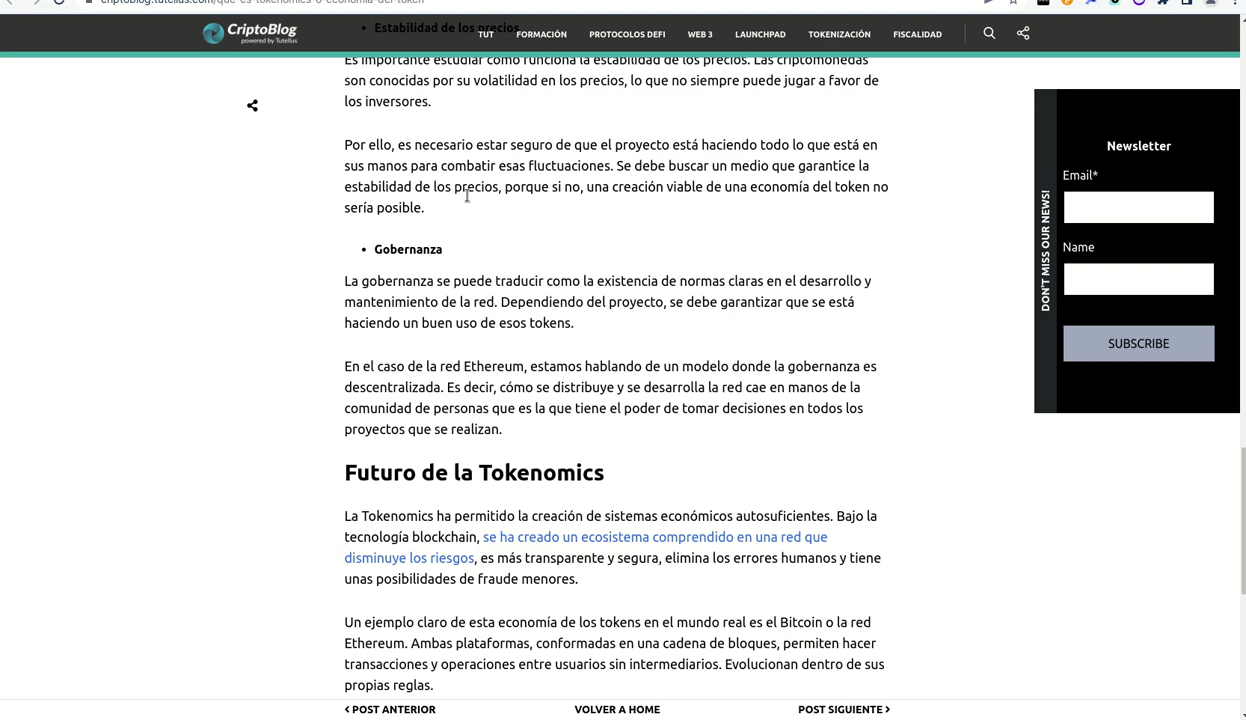 criptoblog.tutellus.com/que-es-tokenomics-o-economia-del-token
CriptoBlog
powered by Tutellus
TUT
FORMACIÓN
PROTOCOLOS DEFI
WEB 3
LAUNCHPAD
TOKENIZACIÓN
FISCALIDAD
• Estabilidad de los precios
Es importante estudiar cómo funciona la estabilidad de los precios. Las criptomonedas
son conocidas por su volatilidad en los precios, lo que no siempre puede jugar a favor de
los inversores.
Por ello, es necesario estar seguro de que el proyecto está haciendo todo lo que está en
sus manos para combatir esas fluctuaciones. Se debe buscar un medio que garantice la
estabilidad de los precios, porque si no, una creación viable de una economía del token no
sería posible.
• Gobernanza
La gobernanza se puede traducir como la existencia de normas claras en el desarrollo y
mantenimiento de la red. Dependiendo del proyecto, se debe garantizar que se está
haciendo un buen uso de esos tokens.
En el caso de la red Ethereum, estamos hablando de un modelo donde la gobernanza es
descentralizada. Es decir, cómo se distribuye y se desarrolla la red cae en manos de la
comunidad de personas que es la que tiene el poder de tomar decisiones en todos los
proyectos que se realizan.
Futuro de la Tokenomics
La Tokenomics ha permitido la creación de sistemas económicos autosuficientes. Bajo la
tecnología blockchain, se ha creado un ecosistema comprendido en una red que
disminuye los riesgos, es más transparente y segura, elimina los errores humanos y tiene
unas posibilidades de fraude menores.
Un ejemplo claro de esta economía de los tokens en el mundo real es el Bitcoin o la red
Ethereum. Ambas plataformas, conformadas en una cadena de bloques, permiten hacer
transacciones y operaciones entre usuarios sin intermediarios. Evolucionan dentro de sus
propias reglas.
POST ANTERIOR
VOLVER A HOME
POST SIGUIENTE
DON'T MISS OUR NEWS!
Newsletter
Email*
Name
SUBSCRIBE